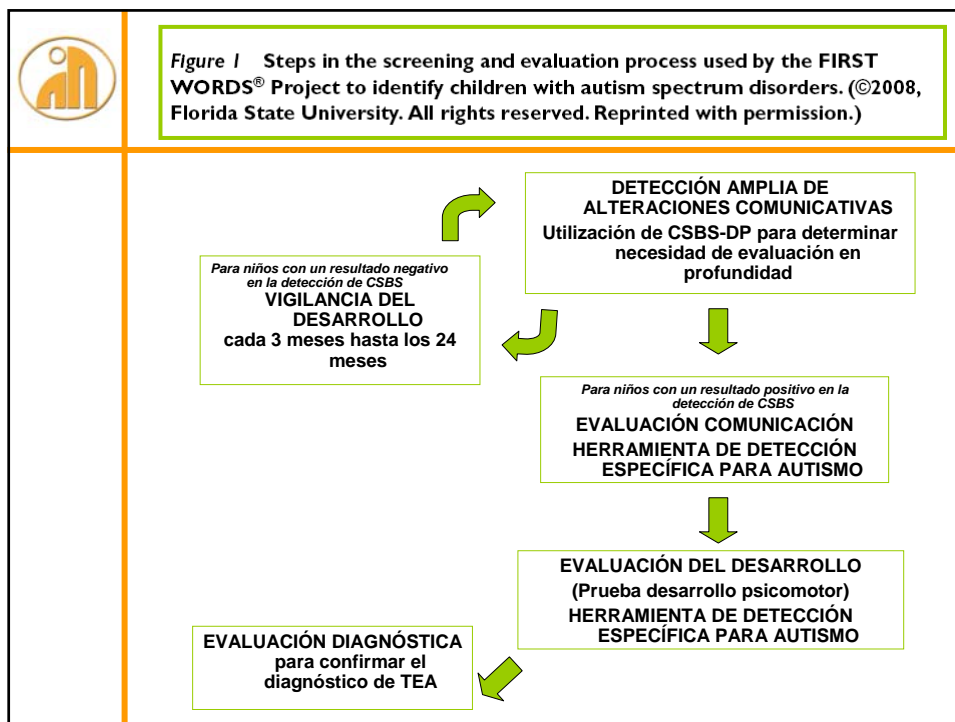 Figure 1 Steps in the screening and evaluation process used by the FIRST
WORDS® Project to identify children with autism spectrum disorders. (©2008,
Florida State University. All rights reserved. Reprinted with permission.)
DETECCIÓN AMPLIA DE
ALTERACIONES COMUNICATIVAS
Utilización de CSBS-DP para determinar
necesidad de evaluación en
profundidad
Para niños con un resultado negativo
en la detección de CSBS
VIGILANCIA DEL
DESARROLLO
cada 3 meses hasta los 24
meses
Para niños con un resultado positivo en la
detección de CSBS
EVALUACIÓN COMUNICACIÓN
HERRAMIENTA DE DETECCIÓN
ESPECÍFICA PARA AUTISMO
EVALUACIÓN DEL DESARROLLO
(Prueba desarrollo psicomotor)
HERRAMIENTA DE DETECCIÓN
ESPECÍFICA PARA AUTISMO
EVALUACIÓN DIAGNÓSTICA
para confirmar el
diagnóstico de TEA